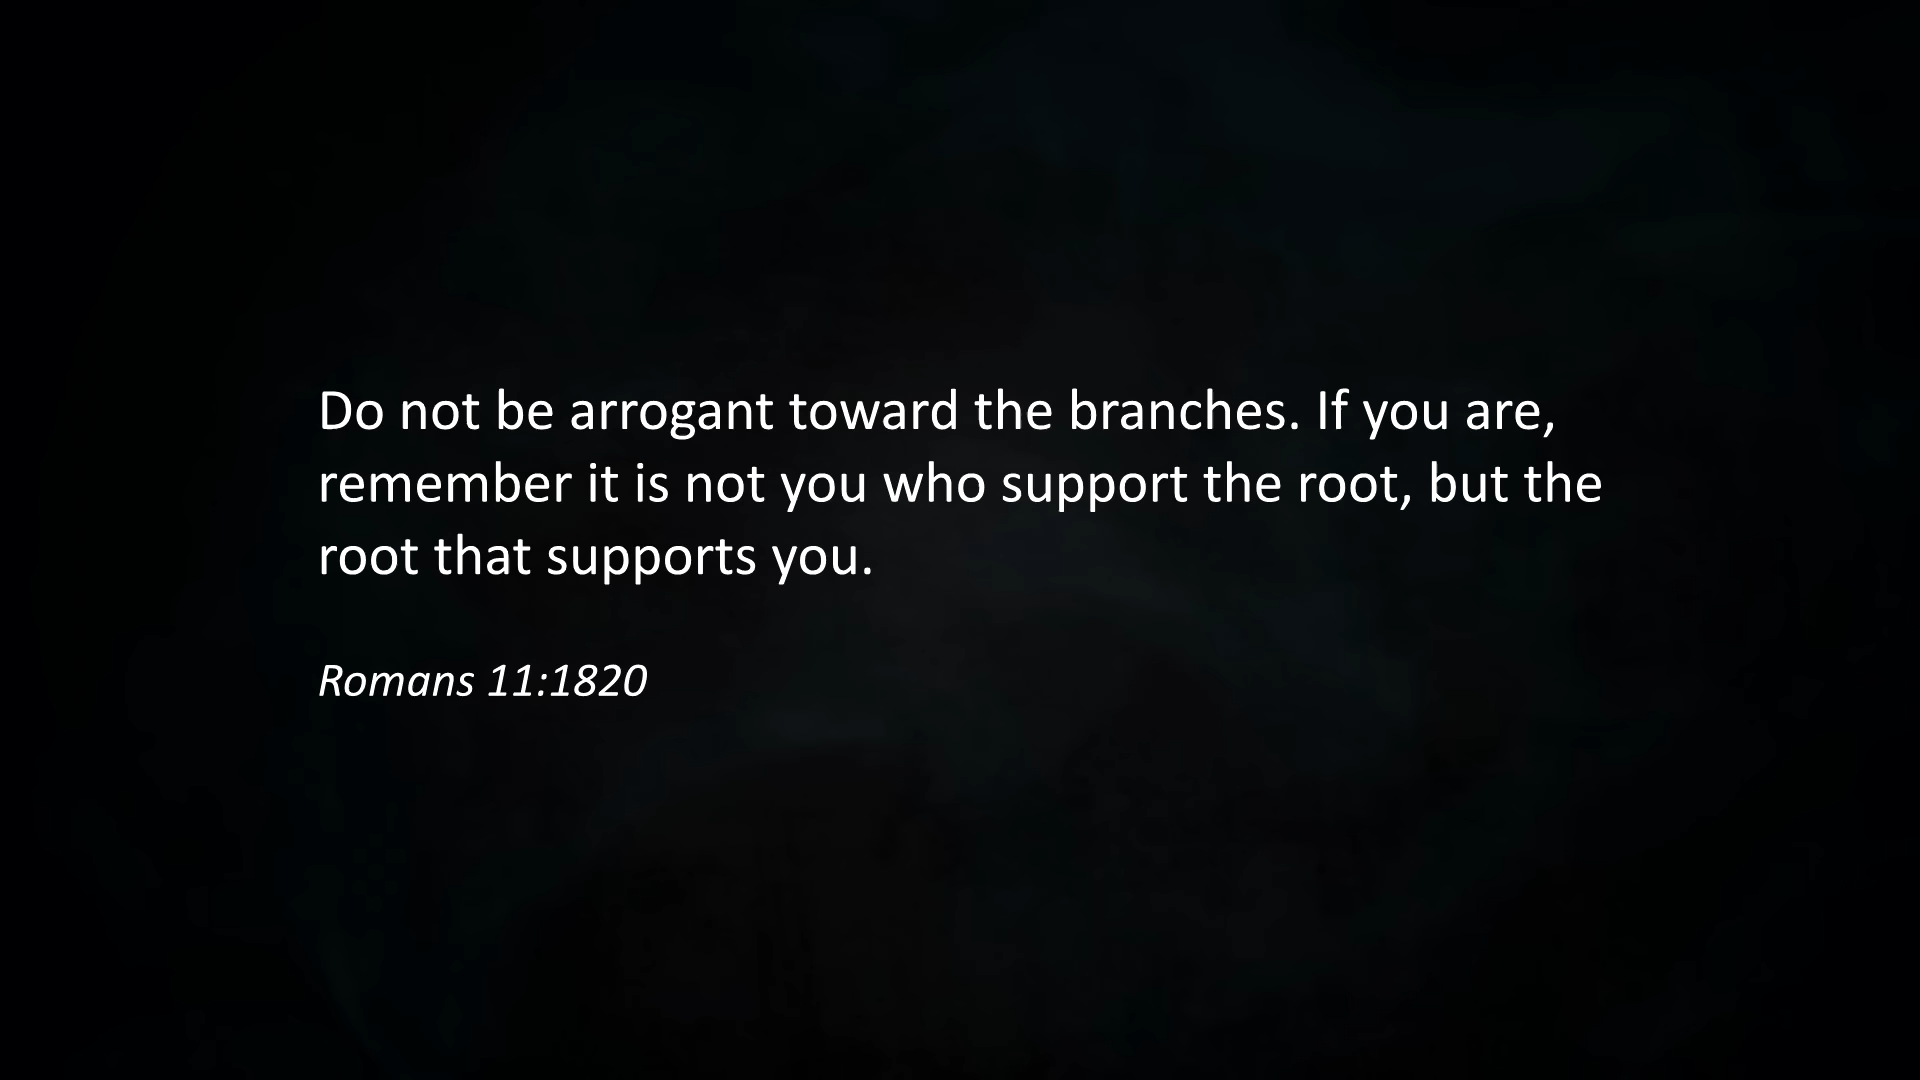 Do not be arrogant toward the branches. If you are,
remember it is not you who support the root, but the
root that supports you.
Romans 11:1820